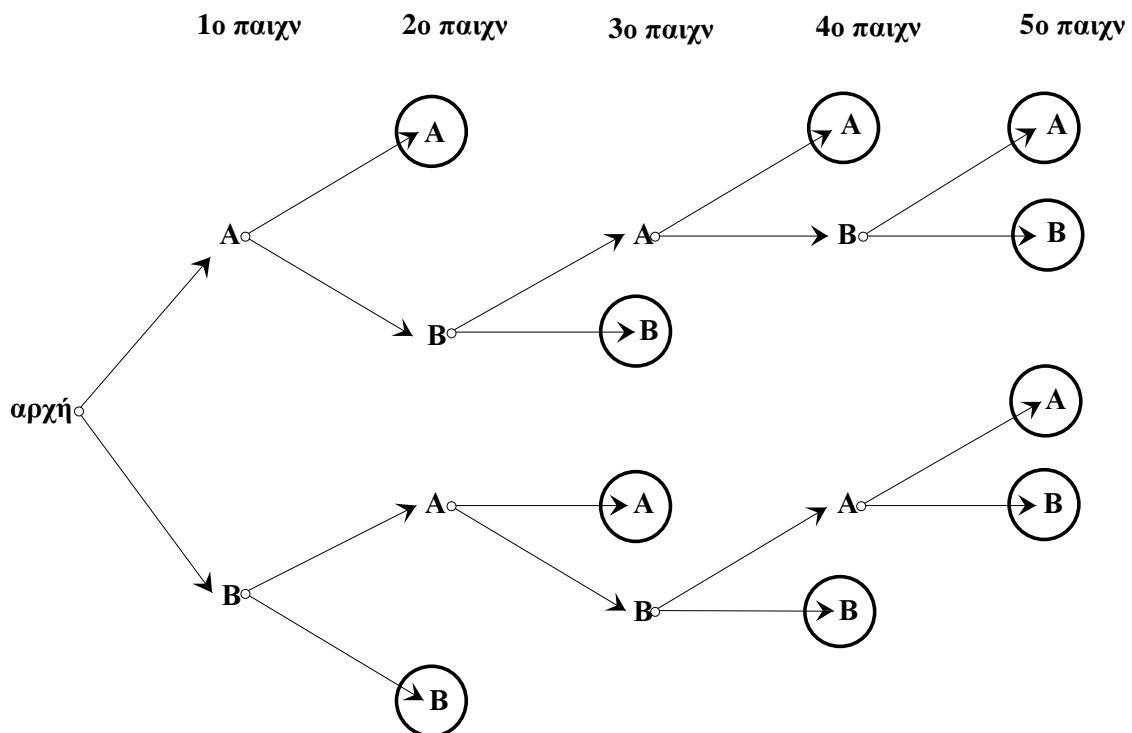 1ο παιχν 2ο παιχν 3ο παιχν 4ο παιχν 5ο παιχν
Α Α Α
Α Α Β Β
Β Β
αρχή Α
Α Α Α Β
Β Β Β
Β